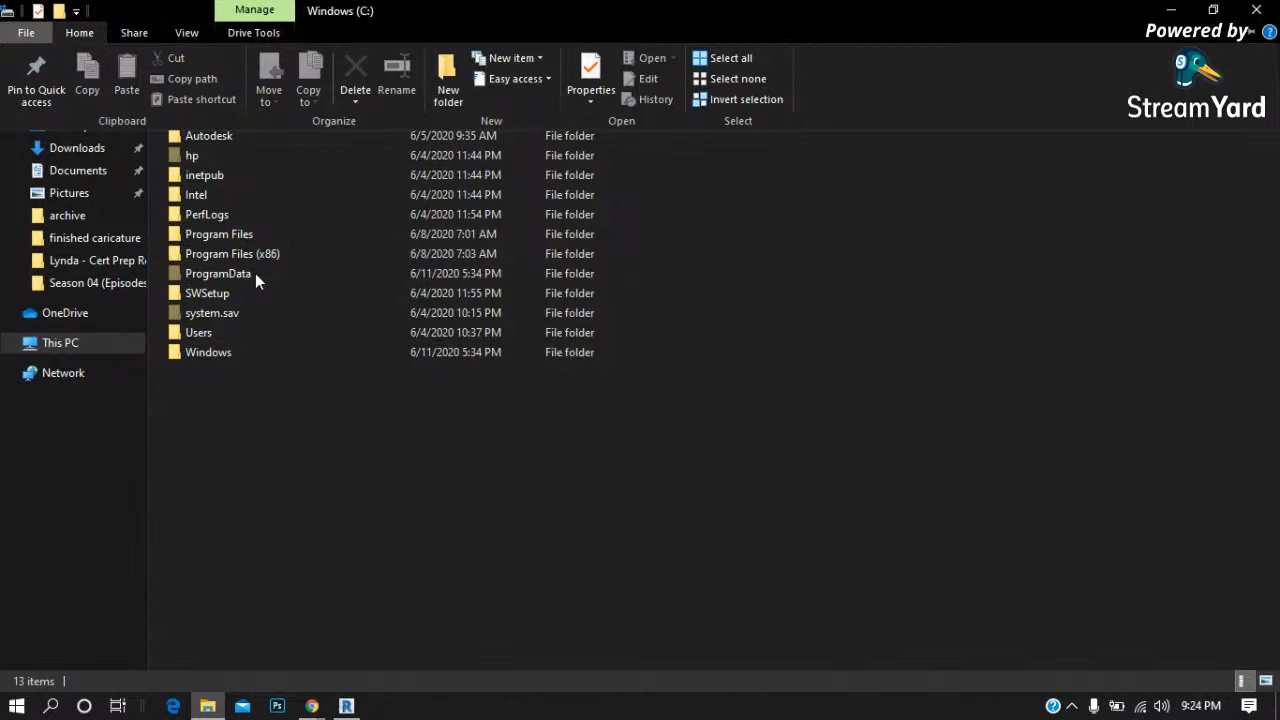 Manage Windows (C:)
File Home Share View Drive Tools
Powered by
StreamYard
Pin to Quick access
Copy
Paste
Cut
Copy path
Paste shortcut
Clipboard
Move to
Copy to
Delete
Rename
Organize
New folder
New item
Easy access
New
Properties
Open
Edit
History
Open
Select all
Select none
Invert selection
Select
Downloads
Documents
Pictures
archive
finished caricature
Lynda - Cert Prep R
Season 04 (Episodes
OneDrive
This PC
Network
Autodesk 6/5/2020 9:35 AM File folder
hp 6/4/2020 11:44 PM File folder
inetpub 6/4/2020 11:44 PM File folder
Intel 6/4/2020 11:44 PM File folder
PerfLogs 6/4/2020 11:54 PM File folder
Program Files 6/8/2020 7:01 AM File folder
Program Files (x86) 6/8/2020 7:03 AM File folder
ProgramData 6/11/2020 5:34 PM File folder
SWSetup 6/4/2020 11:55 PM File folder
system.sav 6/4/2020 10:15 PM File folder
Users 6/4/2020 10:37 PM File folder
Windows 6/11/2020 5:34 PM File folder
13 items
Ps
R
9:24 PM